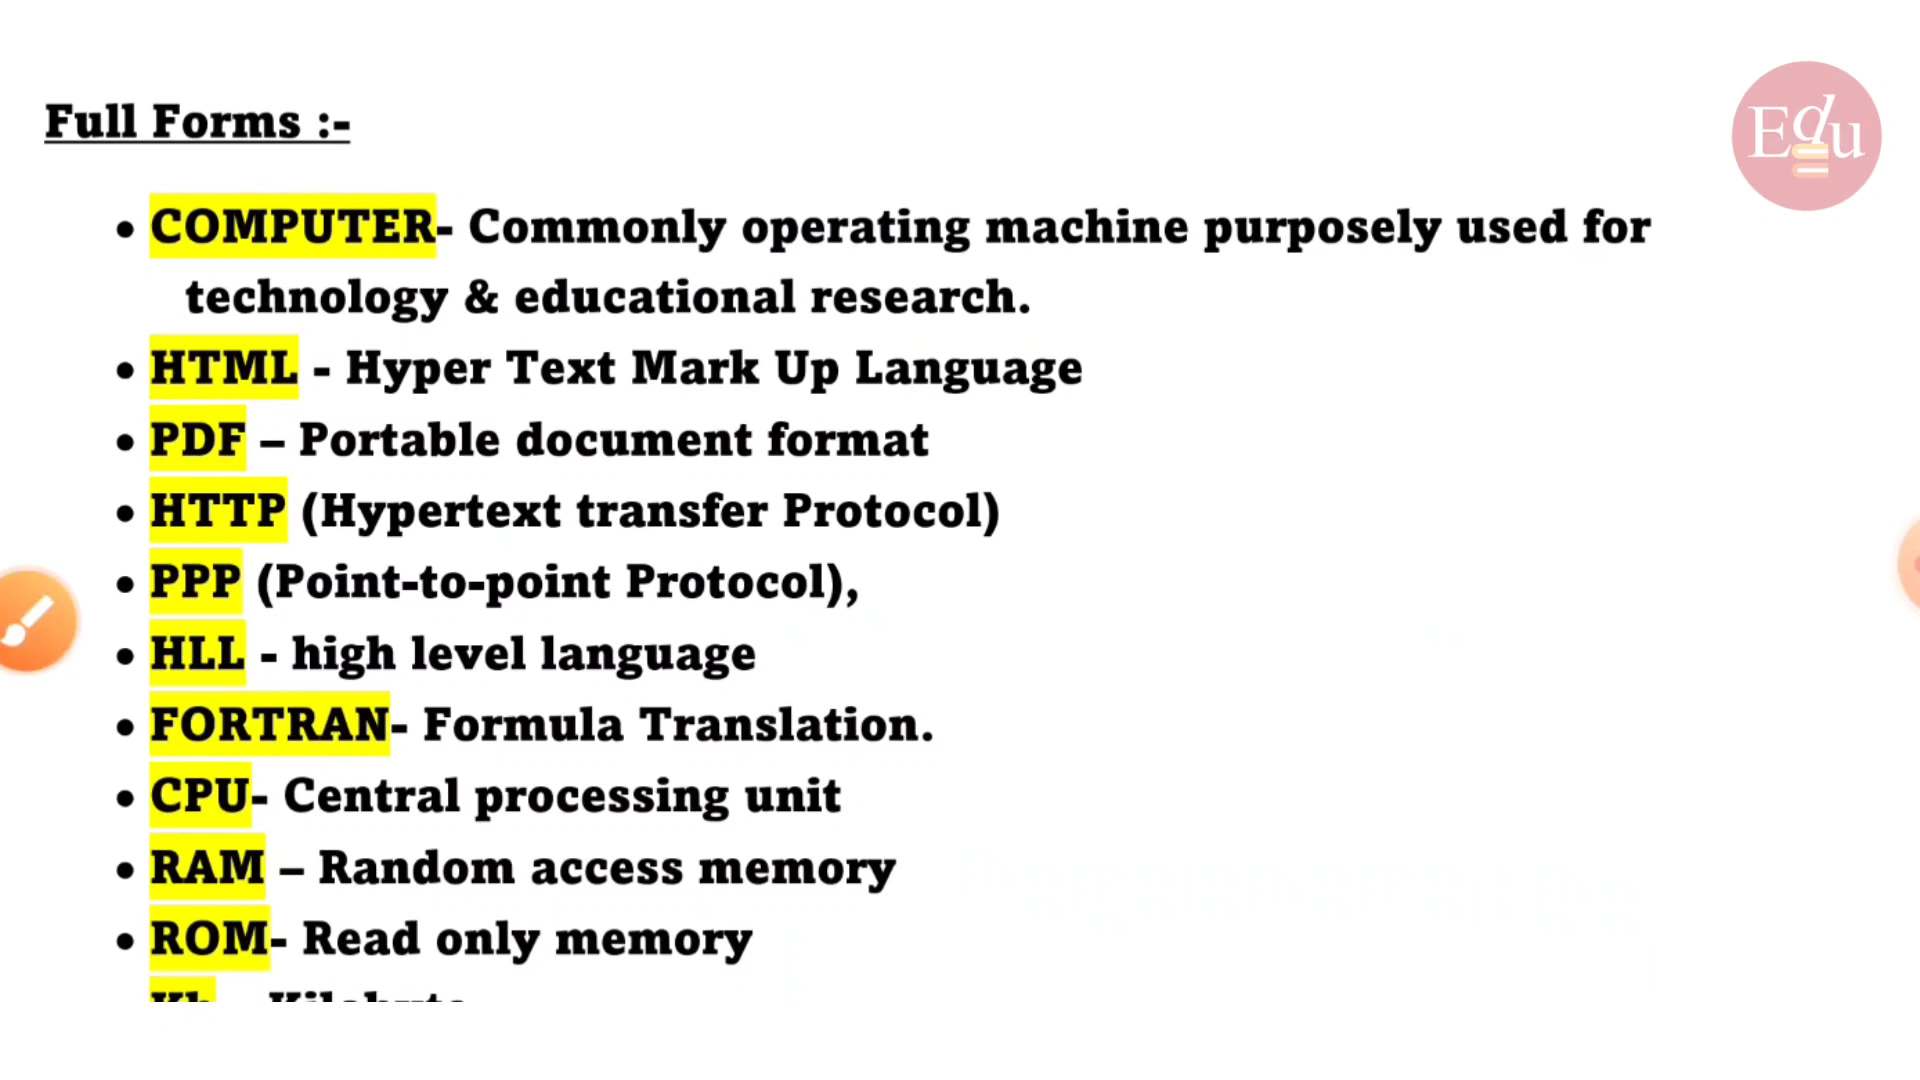 Full Forms :-
Edu
• COMPUTER- Commonly operating machine purposely used for
technology & educational research.
• HTML - Hyper Text Mark Up Language
• PDF – Portable document format
• HTTP (Hypertext transfer Protocol)
• PPP (Point-to-point Protocol),
• HLL - high level language
• FORTRAN- Formula Translation.
• CPU- Central processing unit
• RAM – Random access memory
• ROM- Read only memory